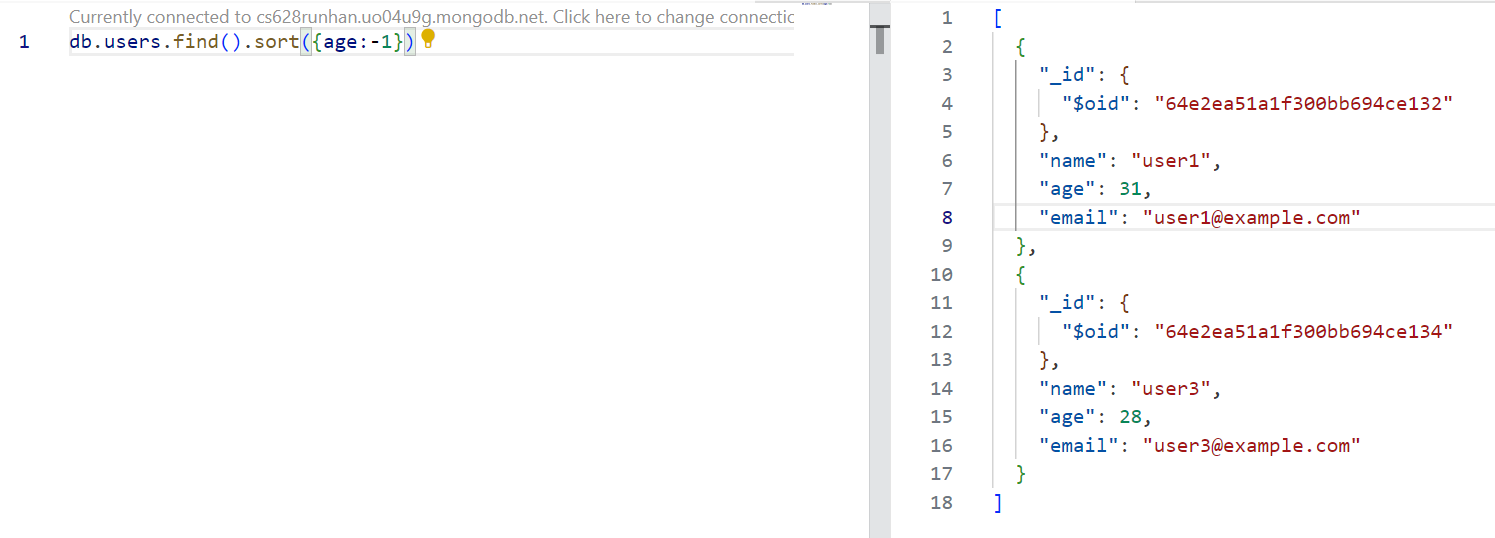 Currently connected to cs628runhan.uo04u9g.mongodb.net. Click here to change connectic
1 db.users.find().sort({age:-1})
1 [
2 {
3 "_id": {
4 "$oid": "64e2ea51a1f300bb694ce132"
5 },
6 "name": "user1",
7 "age": 31,
8 "email": "user1@example.com"
9 },
10 {
11 "_id": {
12 "$oid": "64e2ea51a1f300bb694ce134"
13 },
14 "name": "user3",
15 "age": 28,
16 "email": "user3@example.com"
17 }
18 ]